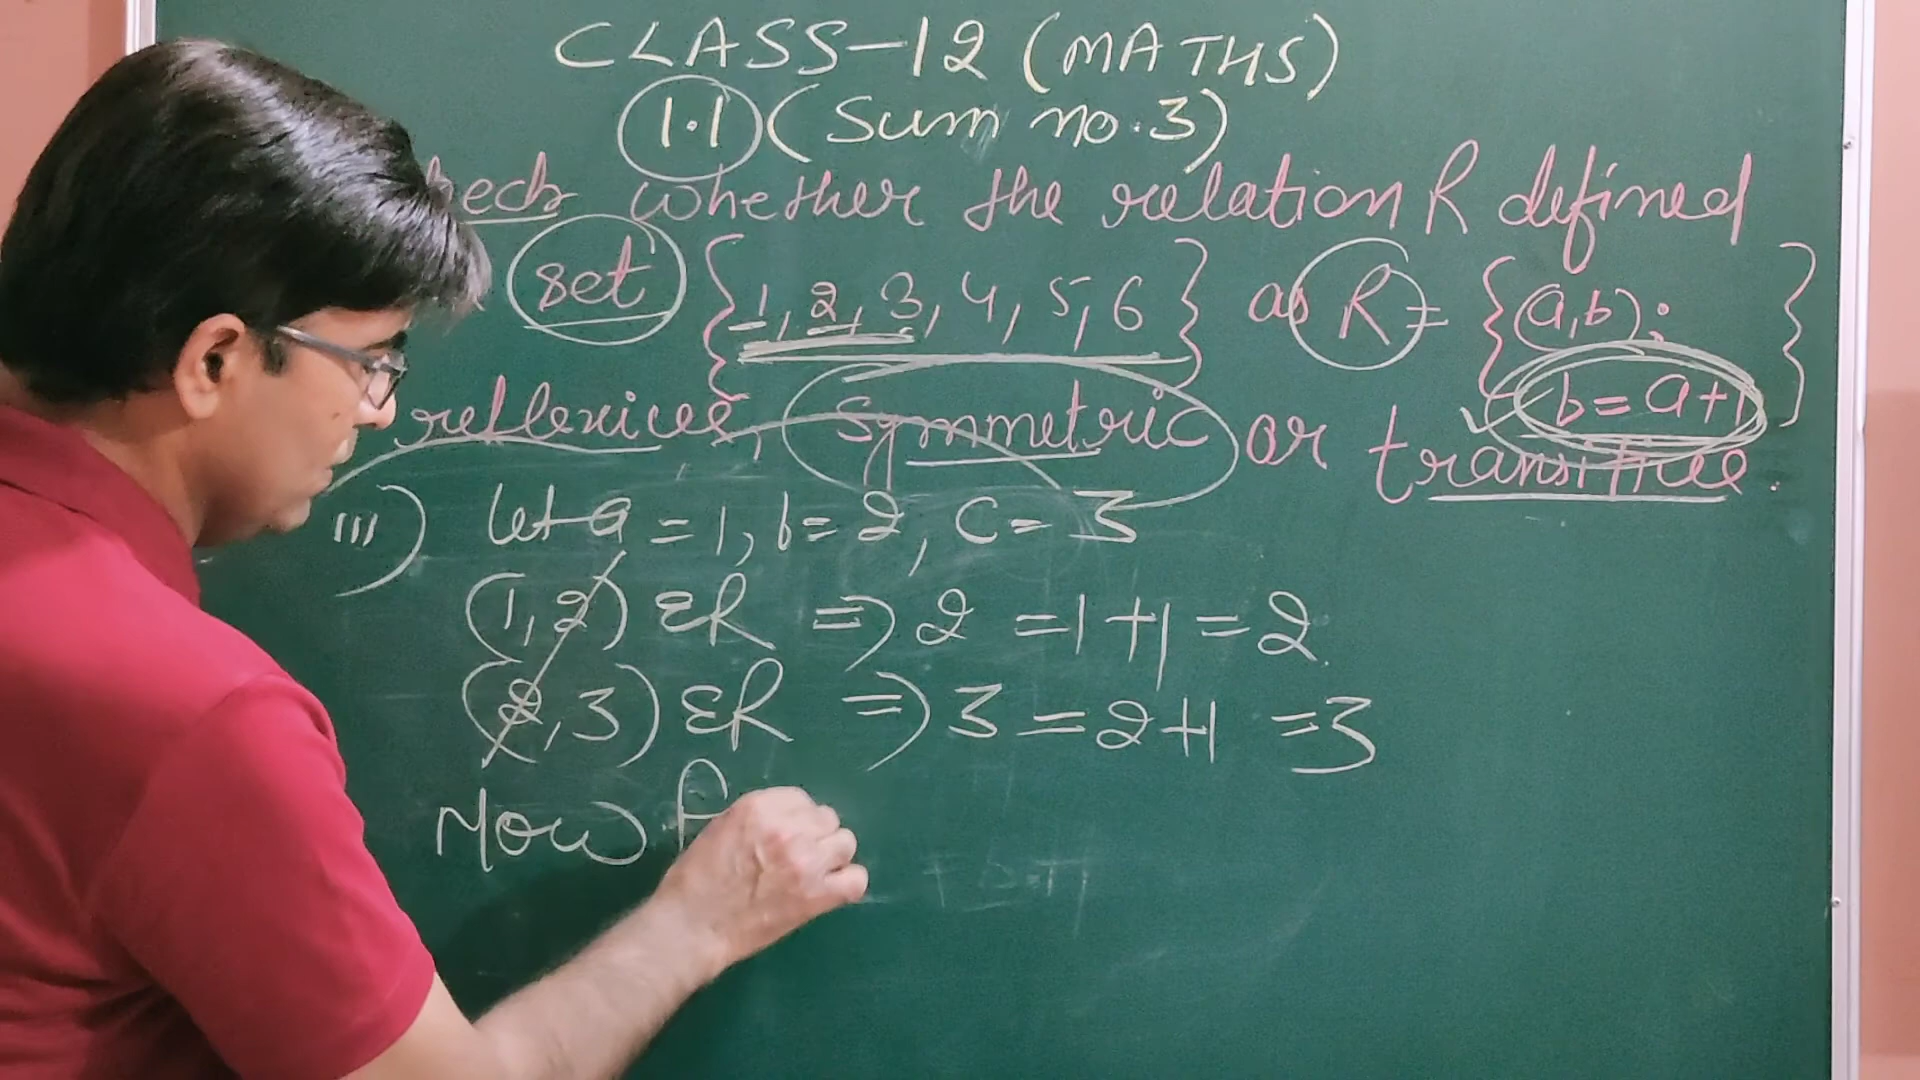 CLASS-12 (MATHS)
1.1 (Sum no.3)
heck whether the relation R defined
set {1, 2, 3, 4, 5, 6} as R = {(a,b):
b = a+1}
reflexive, symmetric or transitive.
III) let a = 1, b = 2, C = 3
(1,2) ∈R ⇒ 2 = 1+1 = 2
(2,3) ∈R ⇒ 3 = 2+1 = 3
Now